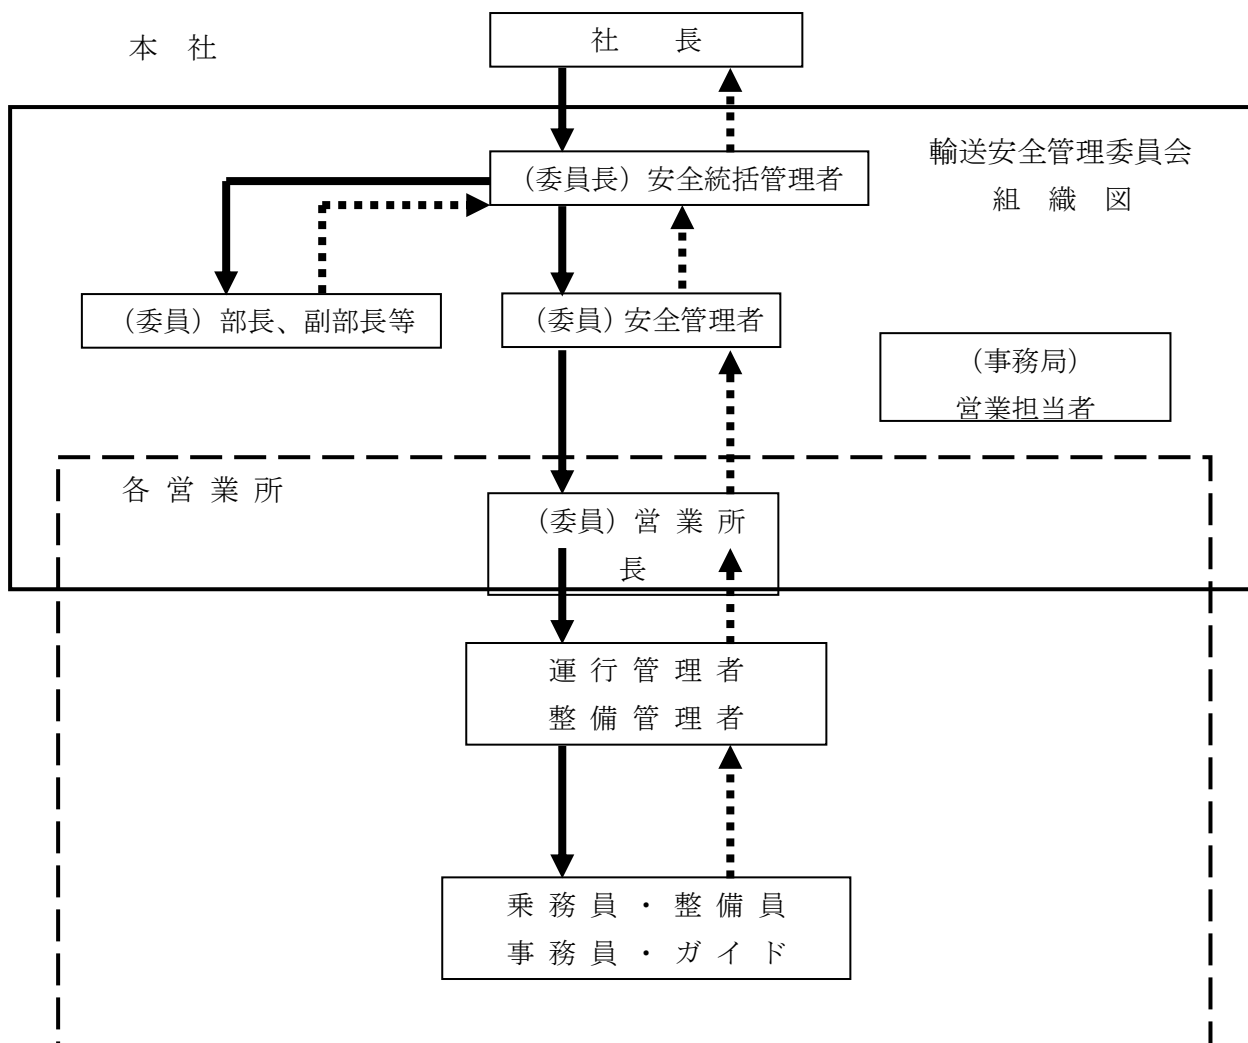 本　社
社　　長
輸送安全管理委員会
組　織　図
（委員長）安全統括管理者
（委員）部長、副部長等
（委員）安全管理者
（事務局）
営業担当者
各 営 業 所
（委員）営 業 所
長
運 行 管 理 者
整 備 管 理 者
乗 務 員 ・ 整 備 員
事 務 員 ・ ガ イ ド